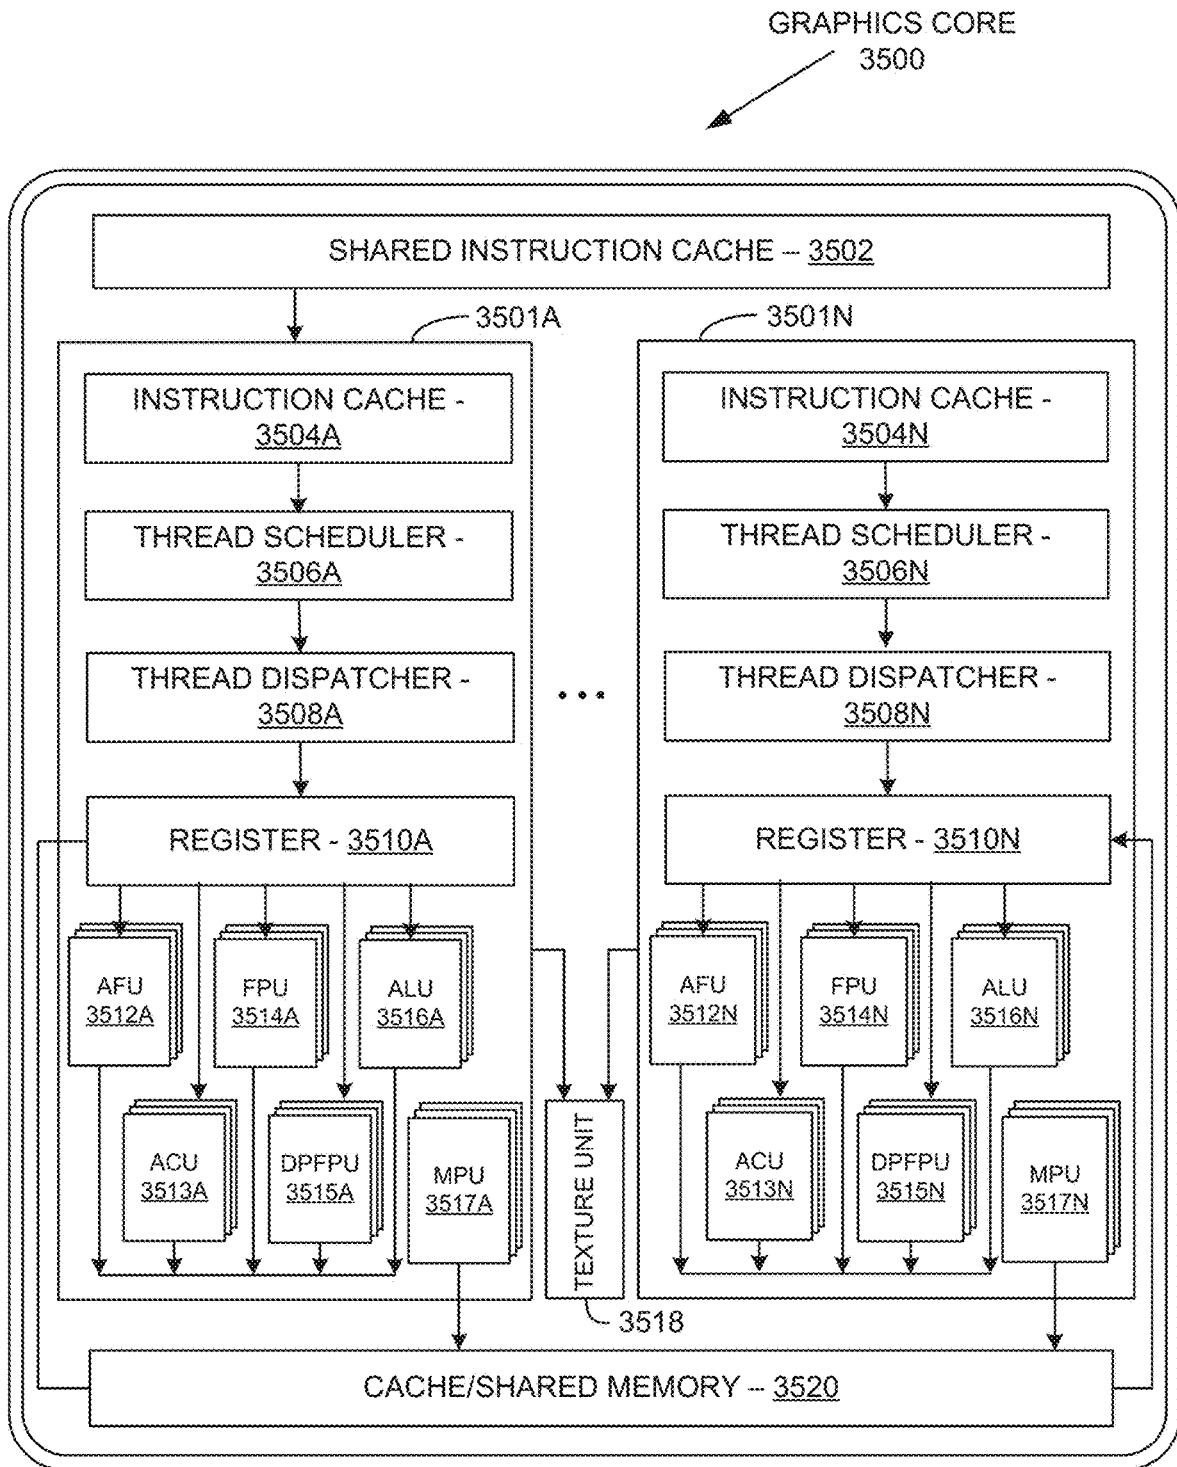 GRAPHICS CORE
3500
SHARED INSTRUCTION CACHE – 3502
3501A
3501N
INSTRUCTION CACHE -
3504A
INSTRUCTION CACHE -
3504N
THREAD SCHEDULER -
3506A
THREAD SCHEDULER -
3506N
THREAD DISPATCHER -
3508A
THREAD DISPATCHER -
3508N
REGISTER - 3510A
REGISTER - 3510N
AFU
3512A
FPU
3514A
ALU
3516A
AFU
3512N
FPU
3514N
ALU
3516N
ACU
3513A
DPFPU
3515A
MPU
3517A
TEXTURE UNIT
ACU
3513N
DPFPU
3515N
MPU
3517N
3518
CACHE/SHARED MEMORY – 3520